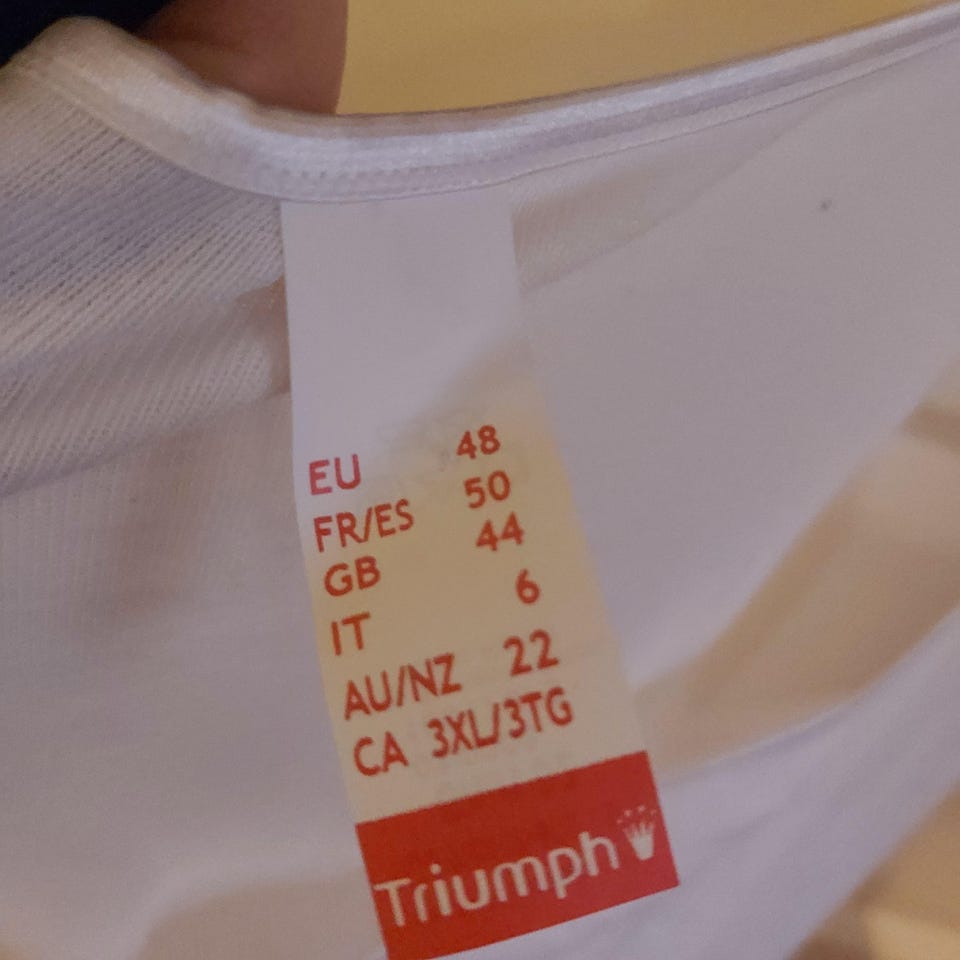 EU 48
FR/ES 50
GB 44
IT 6
AU/NZ 22
CA 3XL/3TG
Triumph